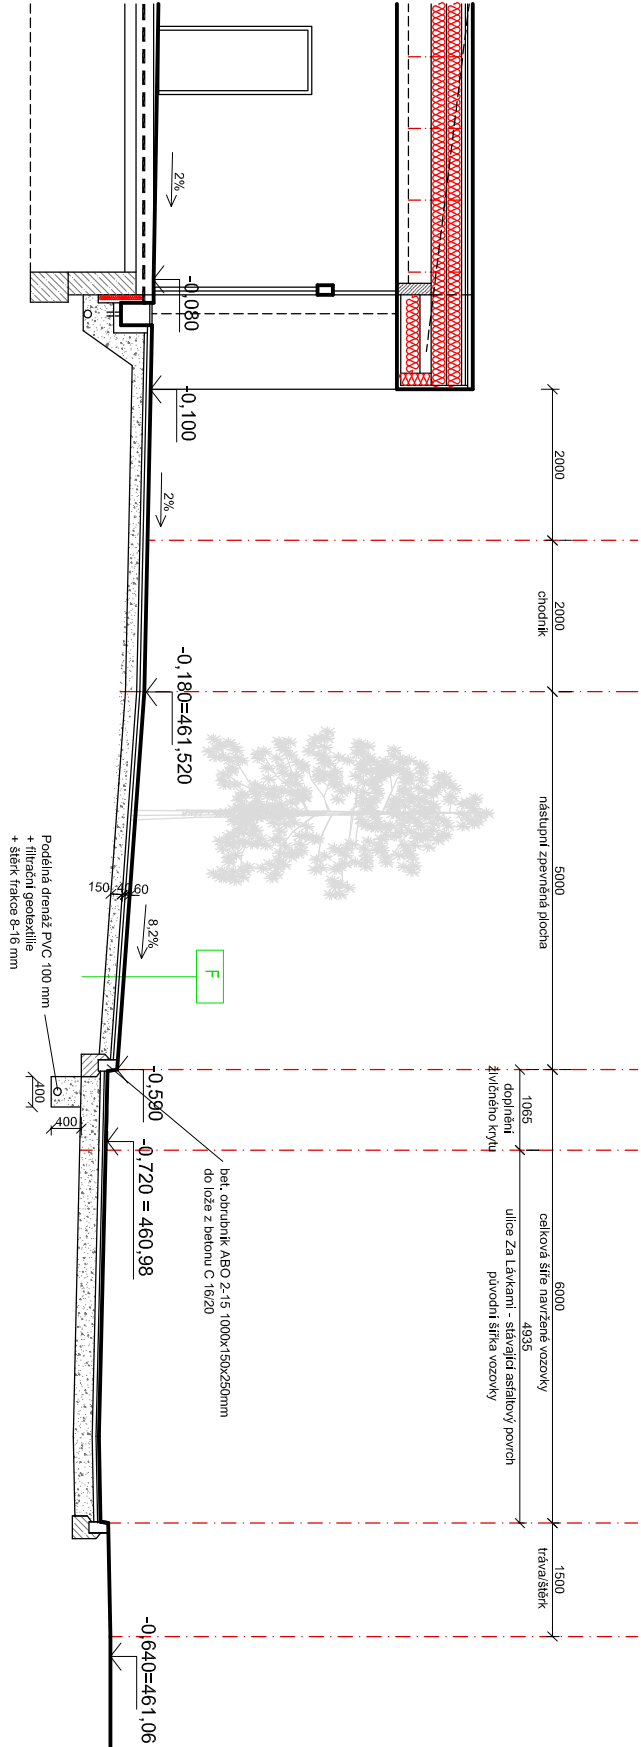 2%
-0,080
-0,100
2%
2000
2000
chodník
-0,180=461,520
5000
nástupní zpevněná plocha
150
40
60
8,2%
F
Podélná drenáž PVC 100 mm
+ filtrační geotextilie
+ štěrk frakce 8-16 mm
400
400
-0,590
-0,720 = 460,98
bet. obrubník ABO 2-15 1000x150x250mm
do lože z betonu C 16/20
1065
doplnění
živičného krytu
6000
celková šíře navržené vozovky
4935
ulice Za Lávkami - stávající asfaltový povrch
původní šířka vozovky
1500
tráva/štěrk
-0,640=461,06